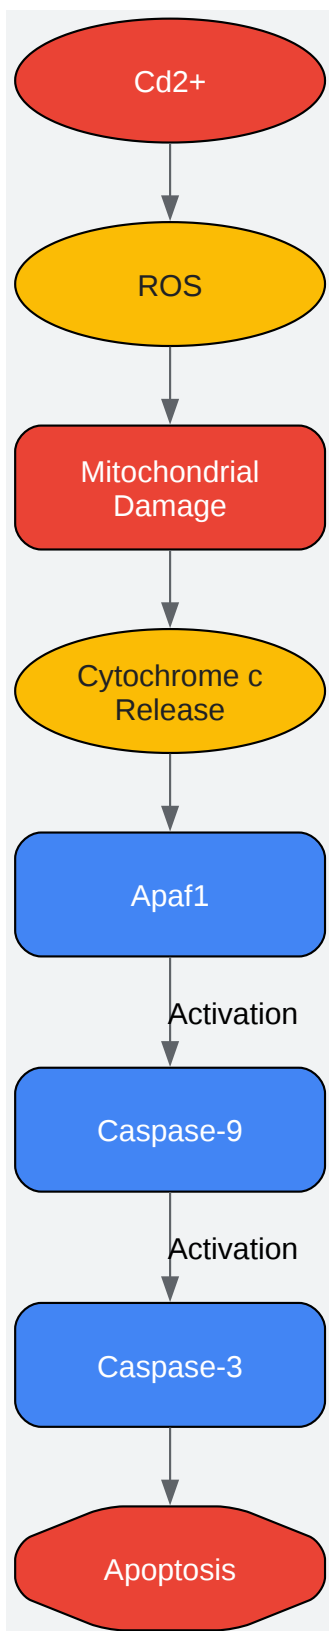 Cd2+
ROS
Mitochondrial
Damage
Cytochrome c
Release
Apaf1
Activation
Caspase-9
Activation
Caspase-3
Apoptosis